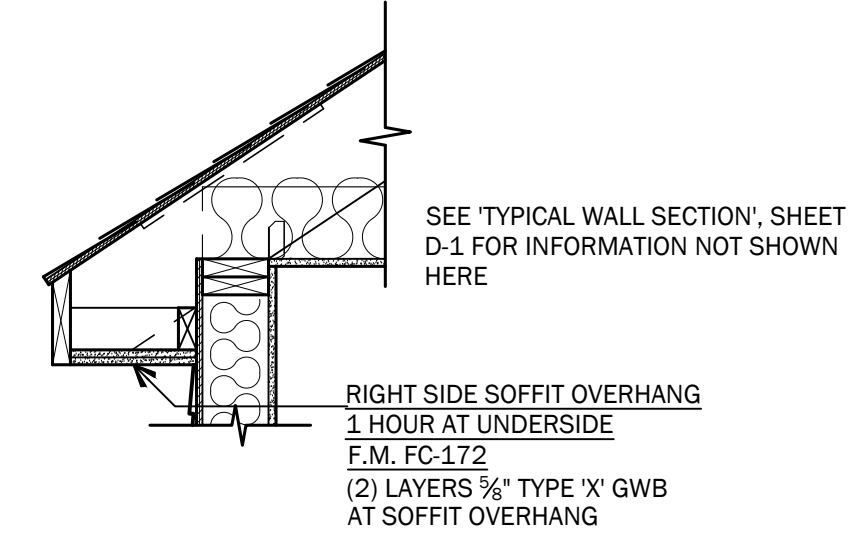 SEE 'TYPICAL WALL SECTION', SHEET
D-1 FOR INFORMATION NOT SHOWN
HERE
RIGHT SIDE SOFFIT OVERHANG
1 HOUR AT UNDERSIDE
F.M. FC-172
(2) LAYERS ⅝" TYPE 'X' GWB
AT SOFFIT OVERHANG